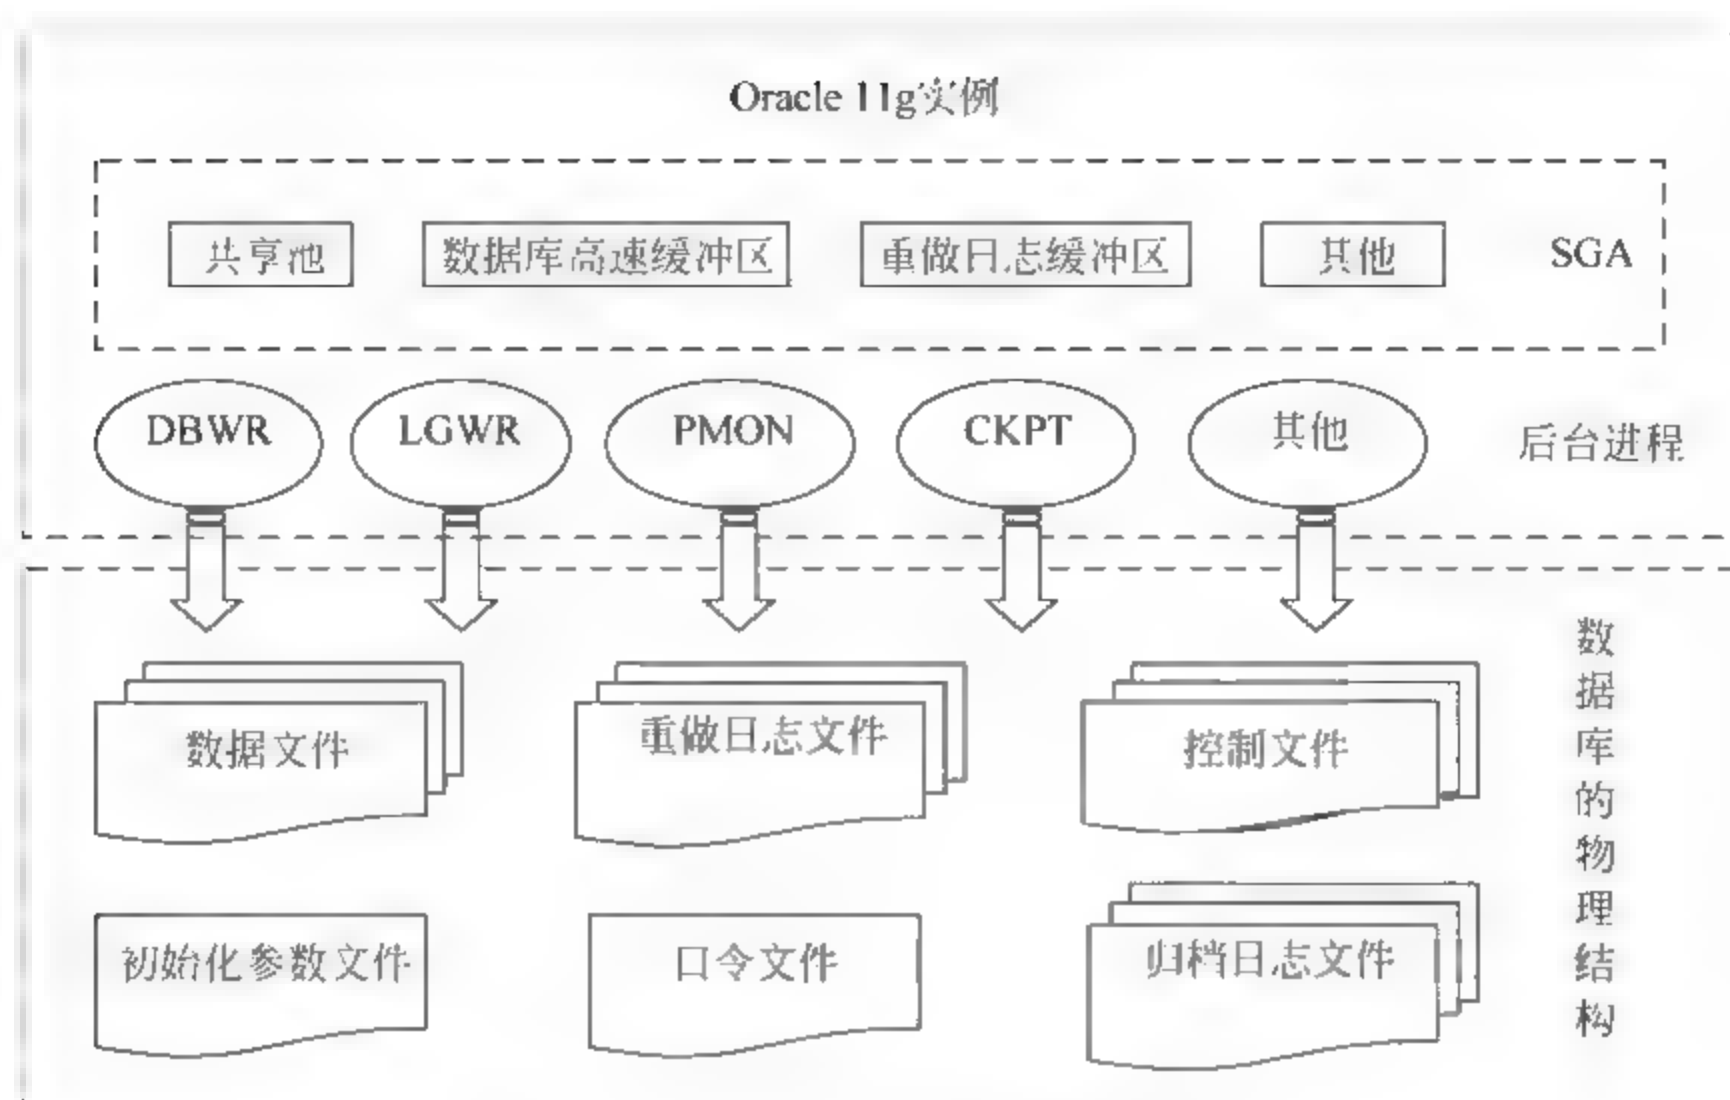 Oracle 11g实例
共享池 数据库高速缓冲区 重做日志缓冲区 其他 SGA
DBWR LGWR PMON CKPT 其他 后台进程
数据文件 重做日志文件 控制文件
初始化参数文件 口令文件 归档日志文件
数据库的物理结构